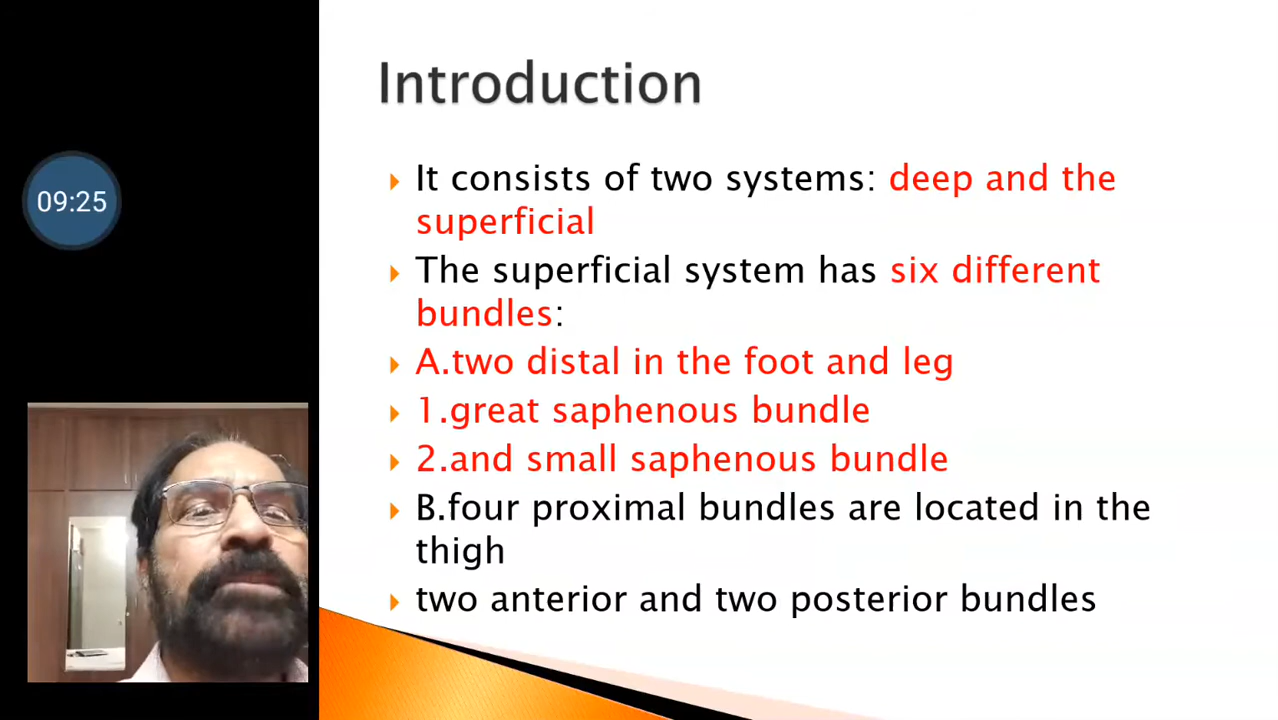 Introduction
09:25
It consists of two systems: deep and the
superficial
The superficial system has six different
bundles:
A.two distal in the foot and leg
1.great saphenous bundle
2.and small saphenous bundle
B.four proximal bundles are located in the
thigh
two anterior and two posterior bundles